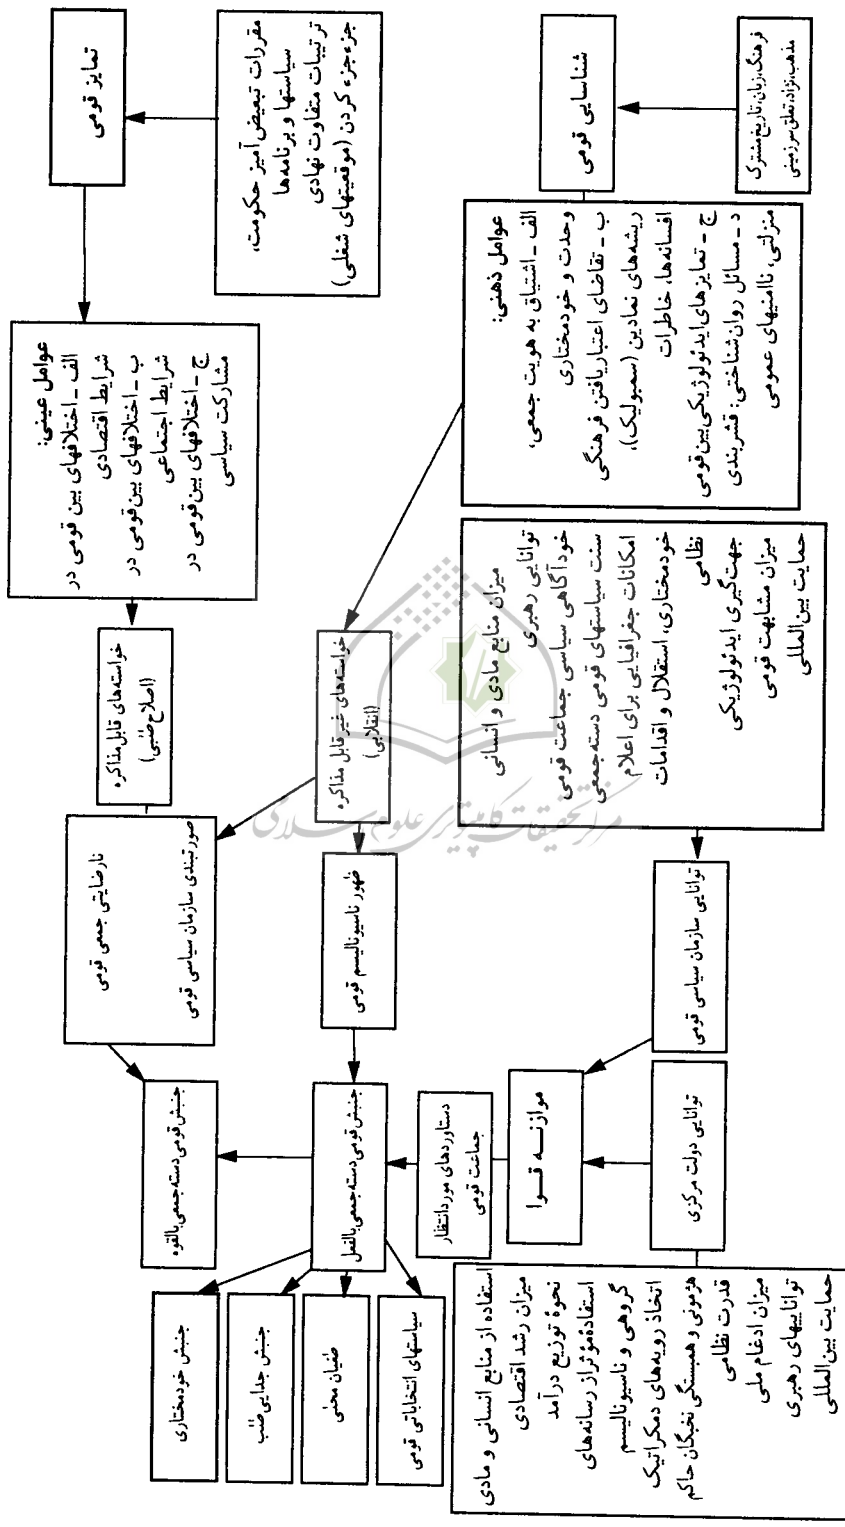 فرهنگ، زبان، تاریخ مشترک
مذهب، نژاد، تعلق سرزمینی
شناسایی قومی
عوامل ذهنی:
الف ـ اشتیاق به هویت جمعی،
وحدت و خودمختاری
ب ـ تقاضای اعتبار یافتن فرهنگی
ریشه‌های نمادین (سمبولیک)،
افسانه‌ها، خاطرات
ج ـ تمایزهای ایدئولوژیکی بین قومی
د ـ مسائل روان‌شناختی: قشربندی
منزلتی، ناامنیهای عمومی
مقررات تبعیض آمیز حکومت،
سیاستها و برنامه‌ها
ترتیبات متفاوت نهادی
جزء جزء کردن (موقعیتهای شغلی)
تمایز قومی
عوامل عینی:
الف ـ اختلافهای بین قومی در
شرایط اقتصادی
ب ـ اختلافهای بین‌قومی در
شرایط اجتماعی
ج ـ اختلافهای بین‌قومی در
مشارکت سیاسی
میزان منابع مادی و انسانی
توانایی رهبری
خودآگاهی سیاسی جماعت قومی
سنت سیاستهای قومی دسته‌جمعی
امکانات جغرافیایی برای اعلام
خودمختاری، استقلال و اقدامات
نظامی
جهت‌گیری ایدئولوژیکی
میزان مشابهت قومی
حمایت بین‌المللی
خواسته‌های غیر قابل مذاکره
(انقلابی)
خواسته‌های قابل مذاکره
(اصلاح طلبی)
مرکز تحقیقات کامپیوتری علوم اسلامی
توانایی سازمان سیاسی قومی
ظهور ناسیونالیسم قومی
نارضایتی جمعی قومی
صورتبندی سازمان سیاسی قومی
توانایی دولت مرکزی
موازنه قوا
دستاوردهای مورد انتظار
جماعت قومی
جنبش قومی دسته‌جمعی بالفعل
جنبش قومی دسته‌جمعی بالقوه
استفاده از منابع انسانی و مادی
میزان رشد اقتصادی
نحوهٔ توزیع درآمد
استفادهٔ مؤثر از رسانه‌های
گروهی و ناسیونالیسم
اتخاذ رویه‌های دمکراتیک
هژمونی و همبستگی نخبگان حاکم
قدرت نظامی
میزان ادغام ملی
تواناییهای رهبری
حمایت بین‌المللی
سیاستهای انتخاباتی قومی
طغیان محلی
جنبش جدایی طلب
جنبش خودمختاری